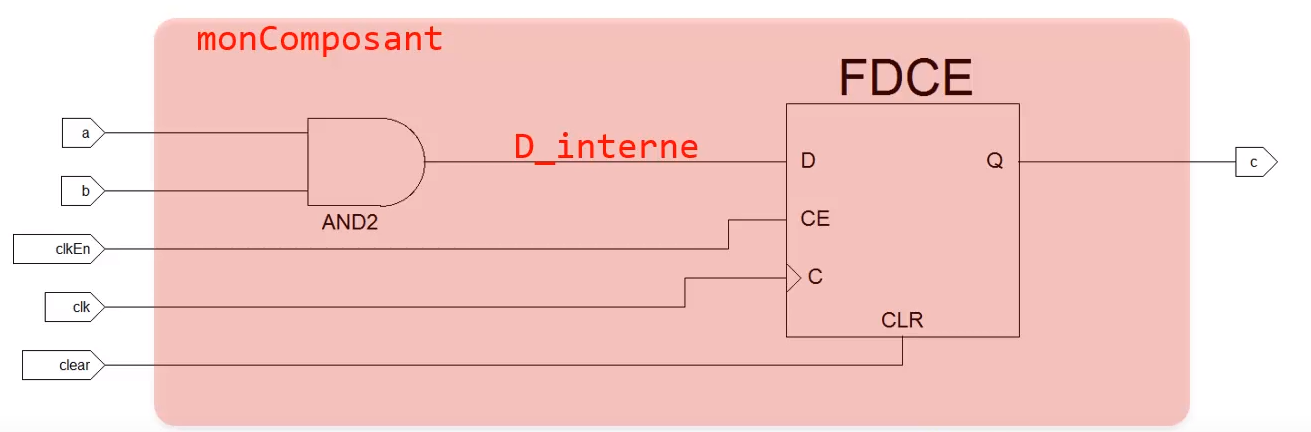 monComposant
FDCE
a
D_interne
D
Q
c
b
AND2
CE
clkEn
C
clk
CLR
clear